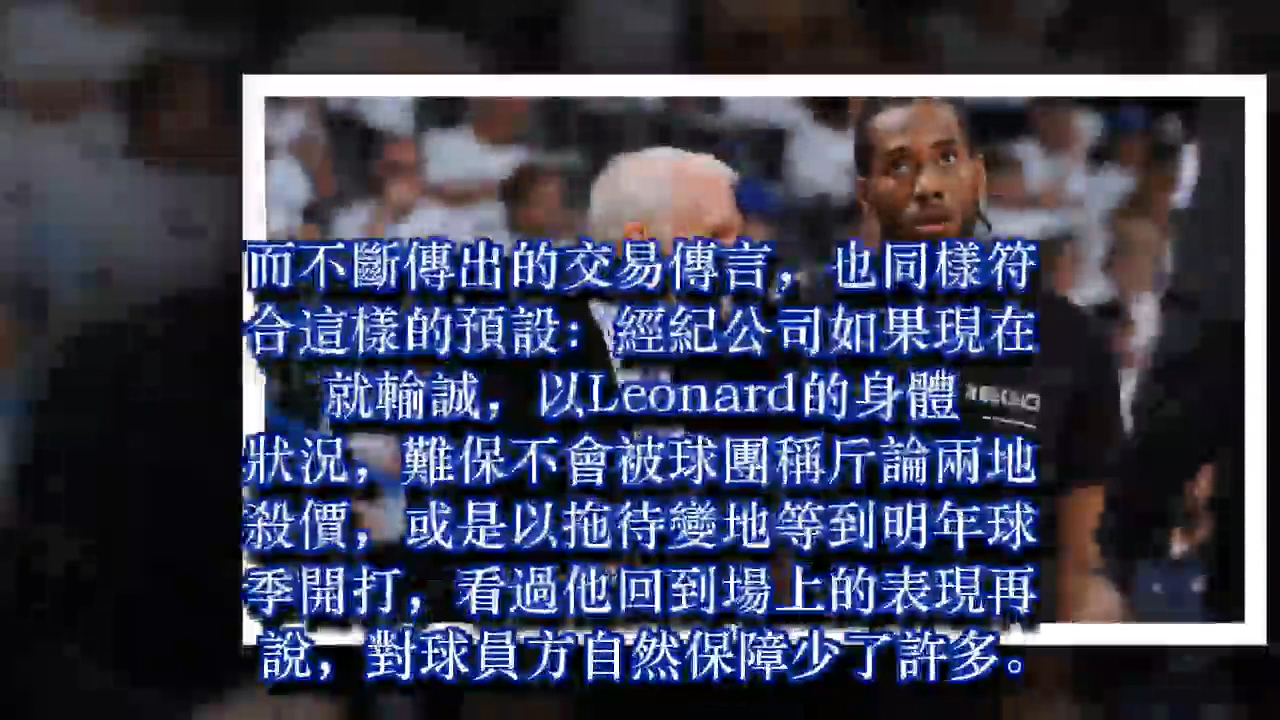 而不斷傳出的交易傳言，也同樣符
合這樣的預設：經紀公司如果現在
就輸誠，以Leonard的身體
狀況，難保不會被球團稱斤論兩地
殺價，或是以拖待變地等到明年球
季開打，看過他回到場上的表現再
說，對球員方自然保障少了許多。